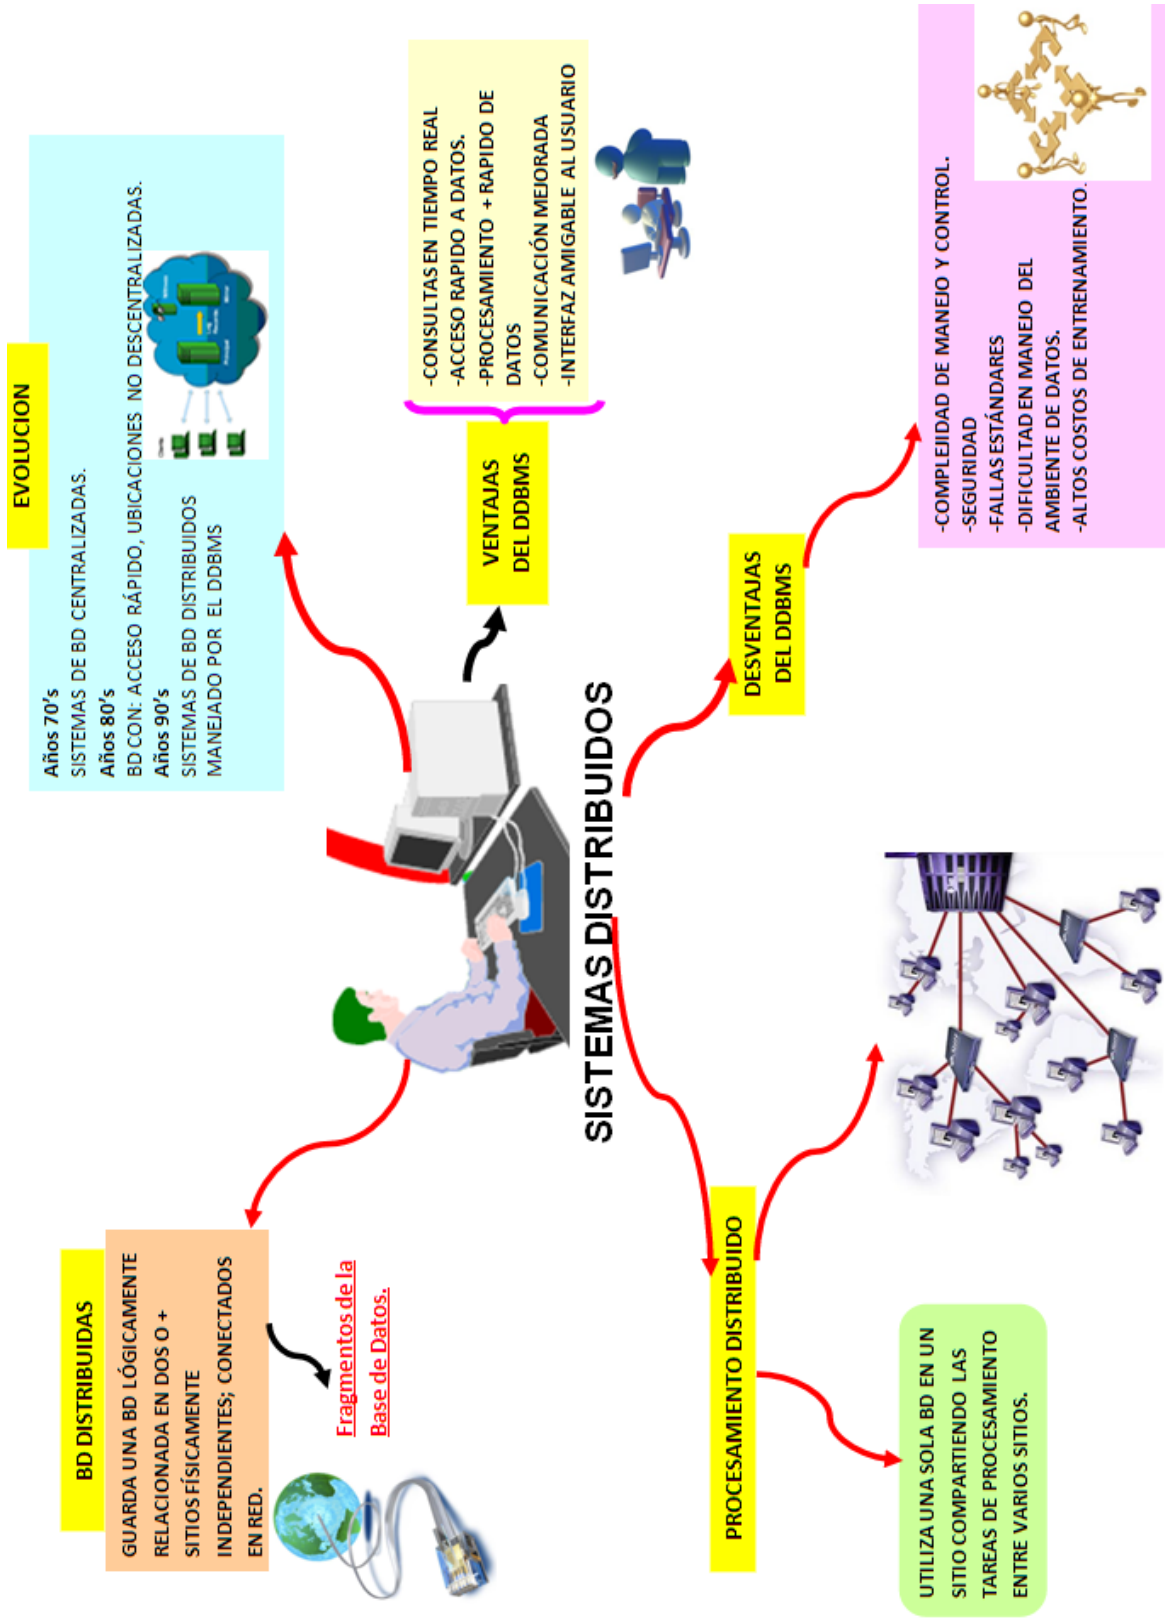 BD DISTRIBUIDAS
GUARDA UNA BD LÓGICAMENTE
RELACIONADA EN DOS O +
SITIOS FÍSICAMENTE
INDEPENDIENTES; CONECTADOS
EN RED.
Fragmentos de la
Base de Datos.
EVOLUCION
Años 70's
SISTEMAS DE BD CENTRALIZADAS.
Años 80's
BD CON: ACCESO RÁPIDO, UBICACIONES NO DESCENTRALIZADAS.
Años 90's
SISTEMAS DE BD DISTRIBUIDOS
MANEJADO POR EL DDBMS
VENTAJAS
DEL DDBMS
-CONSULTAS EN TIEMPO REAL
-ACCESO RAPIDO A DATOS.
-PROCESAMIENTO + RAPIDO DE
DATOS
-COMUNICACIÓN MEJORADA
-INTERFAZ AMIGABLE AL USUARIO
SISTEMAS DISTRIBUIDOS
PROCESAMIENTO DISTRIBUIDO
UTILIZA UNA SOLA BD EN UN
SITIO COMPARTIENDO LAS
TAREAS DE PROCESAMIENTO
ENTRE VARIOS SITIOS.
DESVENTAJAS
DEL DDBMS
-COMPLEJIDAD DE MANEJO Y CONTROL.
-SEGURIDAD
-FALLAS ESTÁNDARES
-DIFICULTAD EN MANEJO DEL
AMBIENTE DE DATOS.
-ALTOS COSTOS DE ENTRENAMIENTO.